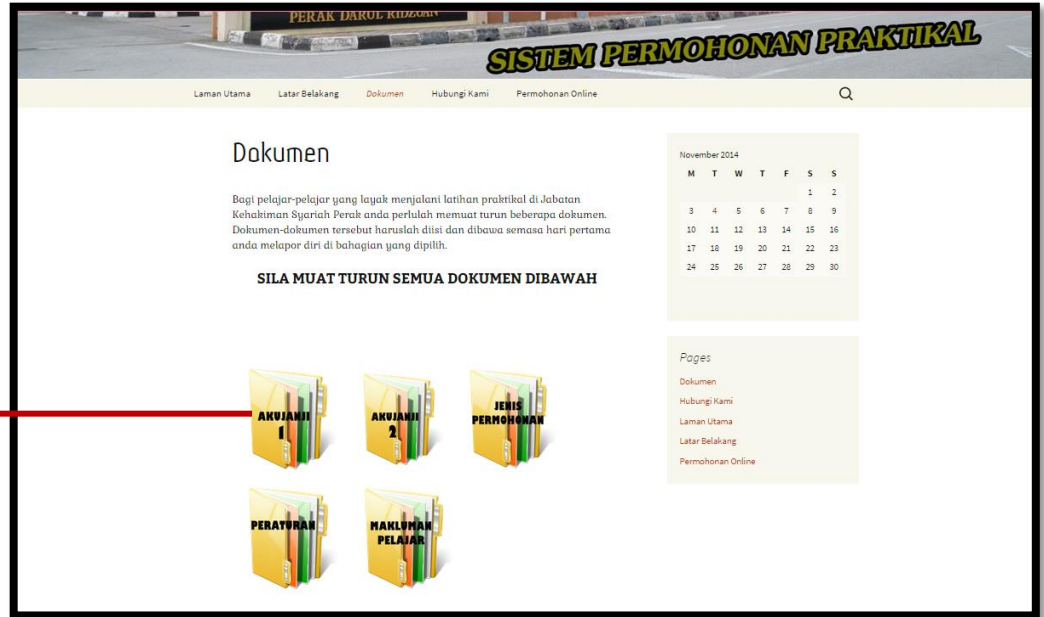 PERAK DARUL RIDZUAN
SISTEM PERMOHONAN PRAKTIKAL
Laman Utama Latar Belakang Dokumen Hubungi Kami Permohonan Online
Dokumen
Bagi pelajar-pelajar yang layak menjalani latihan praktikal di Jabatan
Kehakiman Syariah Perak anda perlulah memuat turun beberapa dokumen.
Dokumen-dokumen tersebut haruslah diisi dan dibawa semasa hari pertama
anda melapor diri di bahagian yang dipilih.
SILA MUAT TURUN SEMUA DOKUMEN DIBAWAH
AKUJANJI
1
AKUJANJI
2
JENIS
PERMOHONAN
PERATURAN
MAKLUMAN
PELAJAR
November 2014
M T W T F S S
1 2
3 4 5 6 7 8 9
10 11 12 13 14 15 16
17 18 19 20 21 22 23
24 25 26 27 28 29 30
Pages
Dokumen
Hubungi Kami
Laman Utama
Latar Belakang
Permohonan Online